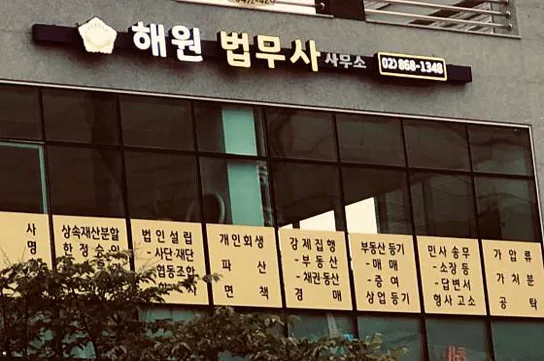 해원 법무사 사무소 02)868-1348
상속재산분할
한정승인
법인설립
-사단·재단
협동조합
개인회생
파산
면책
강제집행
-부동산
-채권·동산
경매
부동산등기
-매매
-증여
상업등기
민사소송
-소장등
-답변서
형사고소
가압류
가처분
공탁